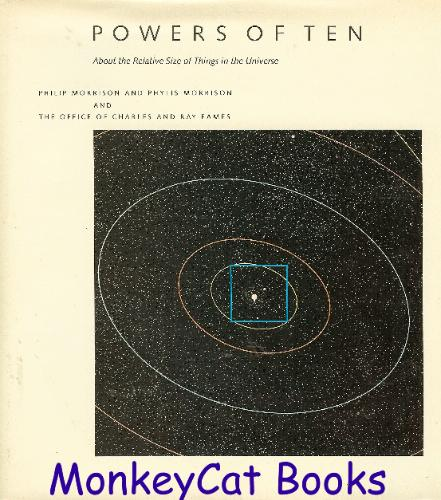 POWERS OF TEN
About the Relative Size of Things in the Universe
PHILIP MORRISON AND PHYLIS MORRISON
AND
THE OFFICE OF CHARLES AND RAY EAMES
MonkeyCat Books